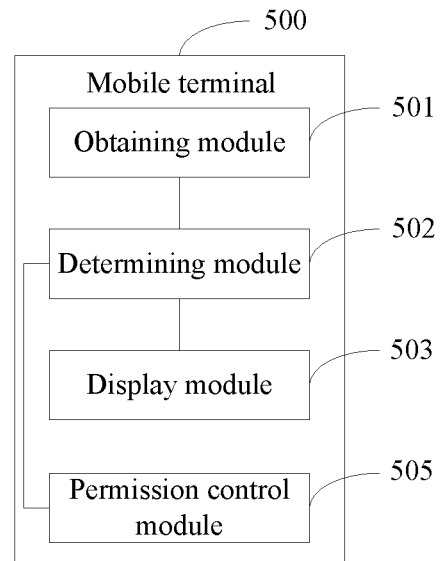 500
Mobile terminal
501
Obtaining module
502
Determining module
503
Display module
505
Permission control
module